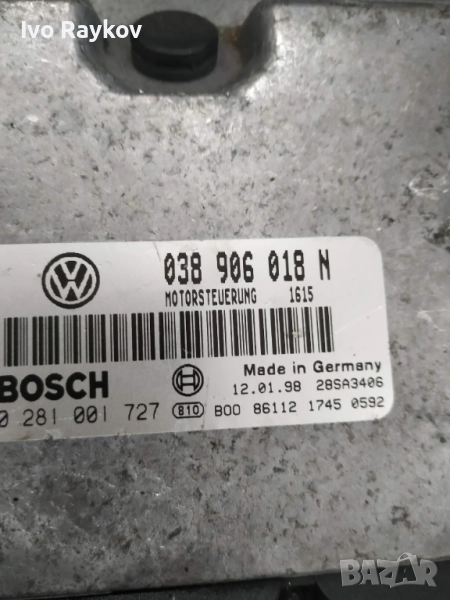 Ivo Raykov
038 906 018 N
MOTORSTEUERUNG 1615
BOSCH
Made in Germany
12.01.98 28SA3406
0 281 001 727 810 B00 86112 1745 0592
BAZAR